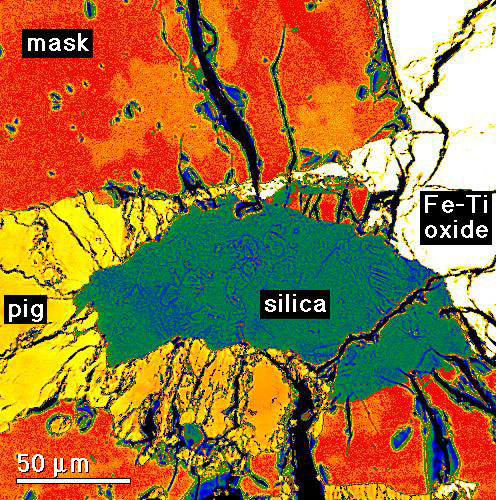 mask
Fe-Ti
oxide
silica
pig
50 µm